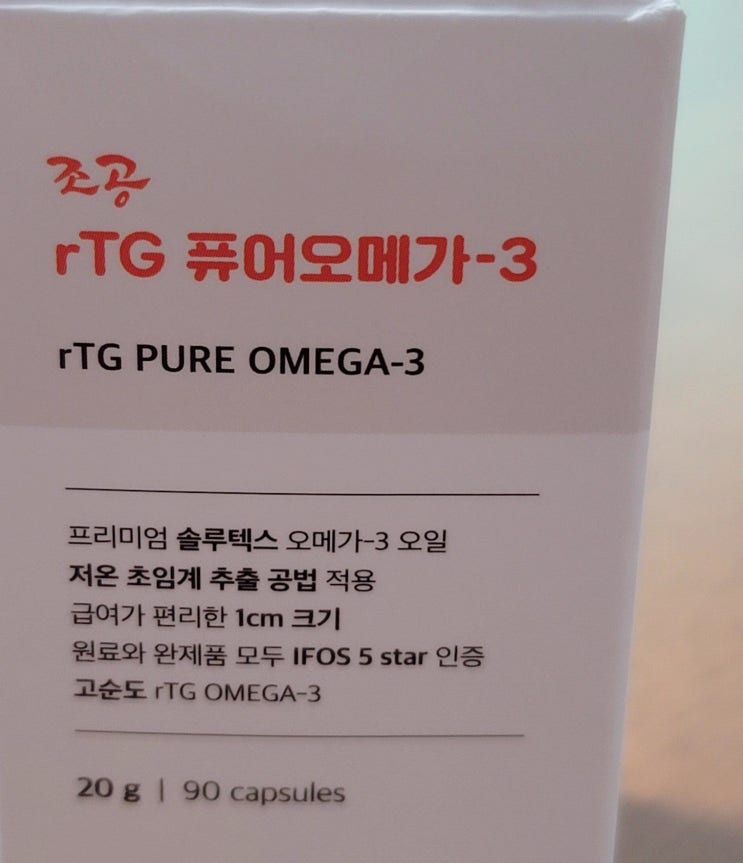 조공
rTG 퓨어오메가-3
rTG PURE OMEGA-3
프리미엄 솔루텍스 오메가-3 오일
저온 초임계 추출 공법 적용
급여가 편리한 1cm 크기
원료와 완제품 모두 IFOS 5 star 인증
고순도 rTG OMEGA-3
20 g | 90 capsules